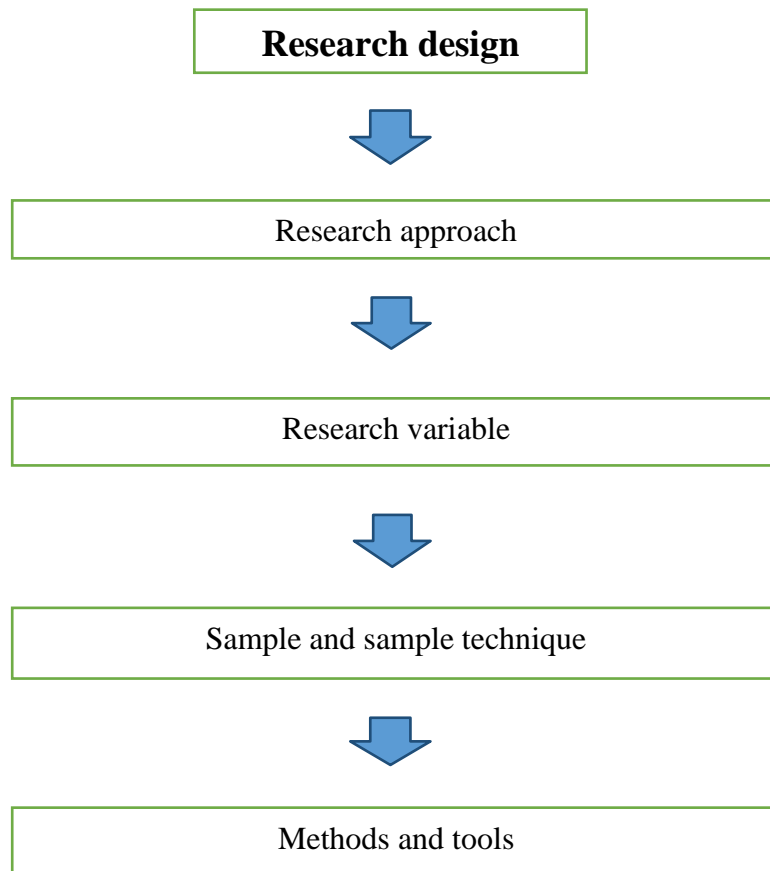 Research design
Research approach
Research variable
Sample and sample technique
Methods and tools